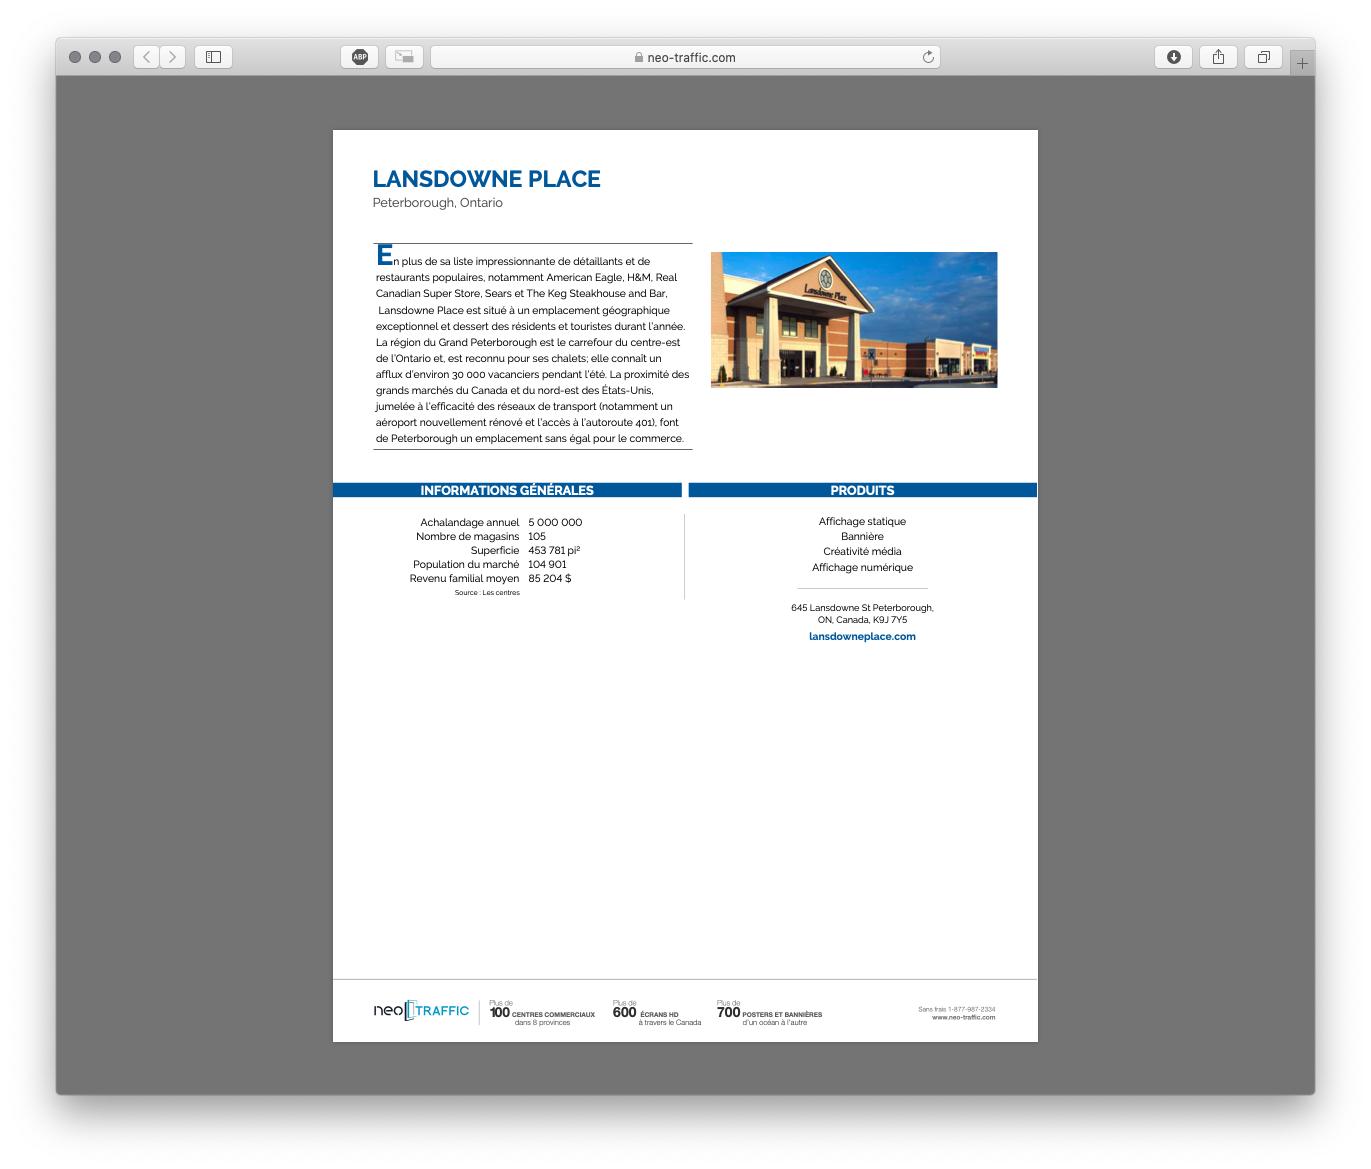 ABP
neo-traffic.com
LANSDOWNE PLACE
Peterborough, Ontario
En plus de sa liste impressionnante de détaillants et de
restaurants populaires, notamment American Eagle, H&M, Real
Canadian Super Store, Sears et The Keg Steakhouse and Bar,
Lansdowne Place est situé à un emplacement géographique
exceptionnel et dessert des résidents et touristes durant l'année.
La région du Grand Peterborough est le carrefour du centre-est
de l'Ontario et, est reconnu pour ses chalets; elle connaît un
afflux d'environ 30 000 vacanciers pendant l'été. La proximité des
grands marchés du Canada et du nord-est des États-Unis,
jumelée à l'efficacité des réseaux de transport (notamment un
aéroport nouvellement rénové et l'accès à l'autoroute 401), font
de Peterborough un emplacement sans égal pour le commerce.
Lansdowne Place
INFORMATIONS GÉNÉRALES
Achalandage annuel 5 000 000
Nombre de magasins 105
Superficie 453 781 pi²
Population du marché 104 901
Revenu familial moyen 85 204 $
Source : Les centres
PRODUITS
Affichage statique
Bannière
Créativité média
Affichage numérique
645 Lansdowne St Peterborough,
ON, Canada, K9J 7Y5
lansdowneplace.com
neo TRAFFIC
Plus de
100 CENTRES COMMERCIAUX
dans 8 provinces
Plus de
600 ÉCRANS HD
à travers le Canada
Plus de
700 POSTERS ET BANNIÈRES
d'un océan à l'autre
Sans frais 1-877-987-2334
www.neo-traffic.com